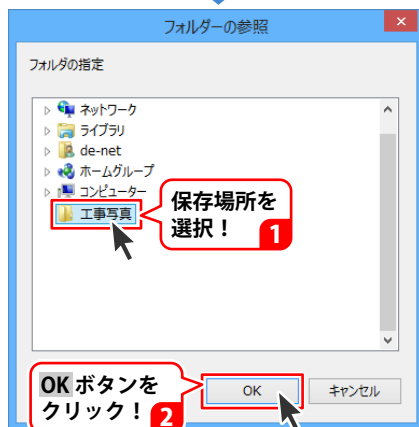 フォルダーの参照
フォルダの指定
ネットワーク
ライブラリ
de-net
ホームグループ
コンピューター
工事写真
保存場所を
選択！
1
OK ボタンを
クリック！
2
OK
キャンセル